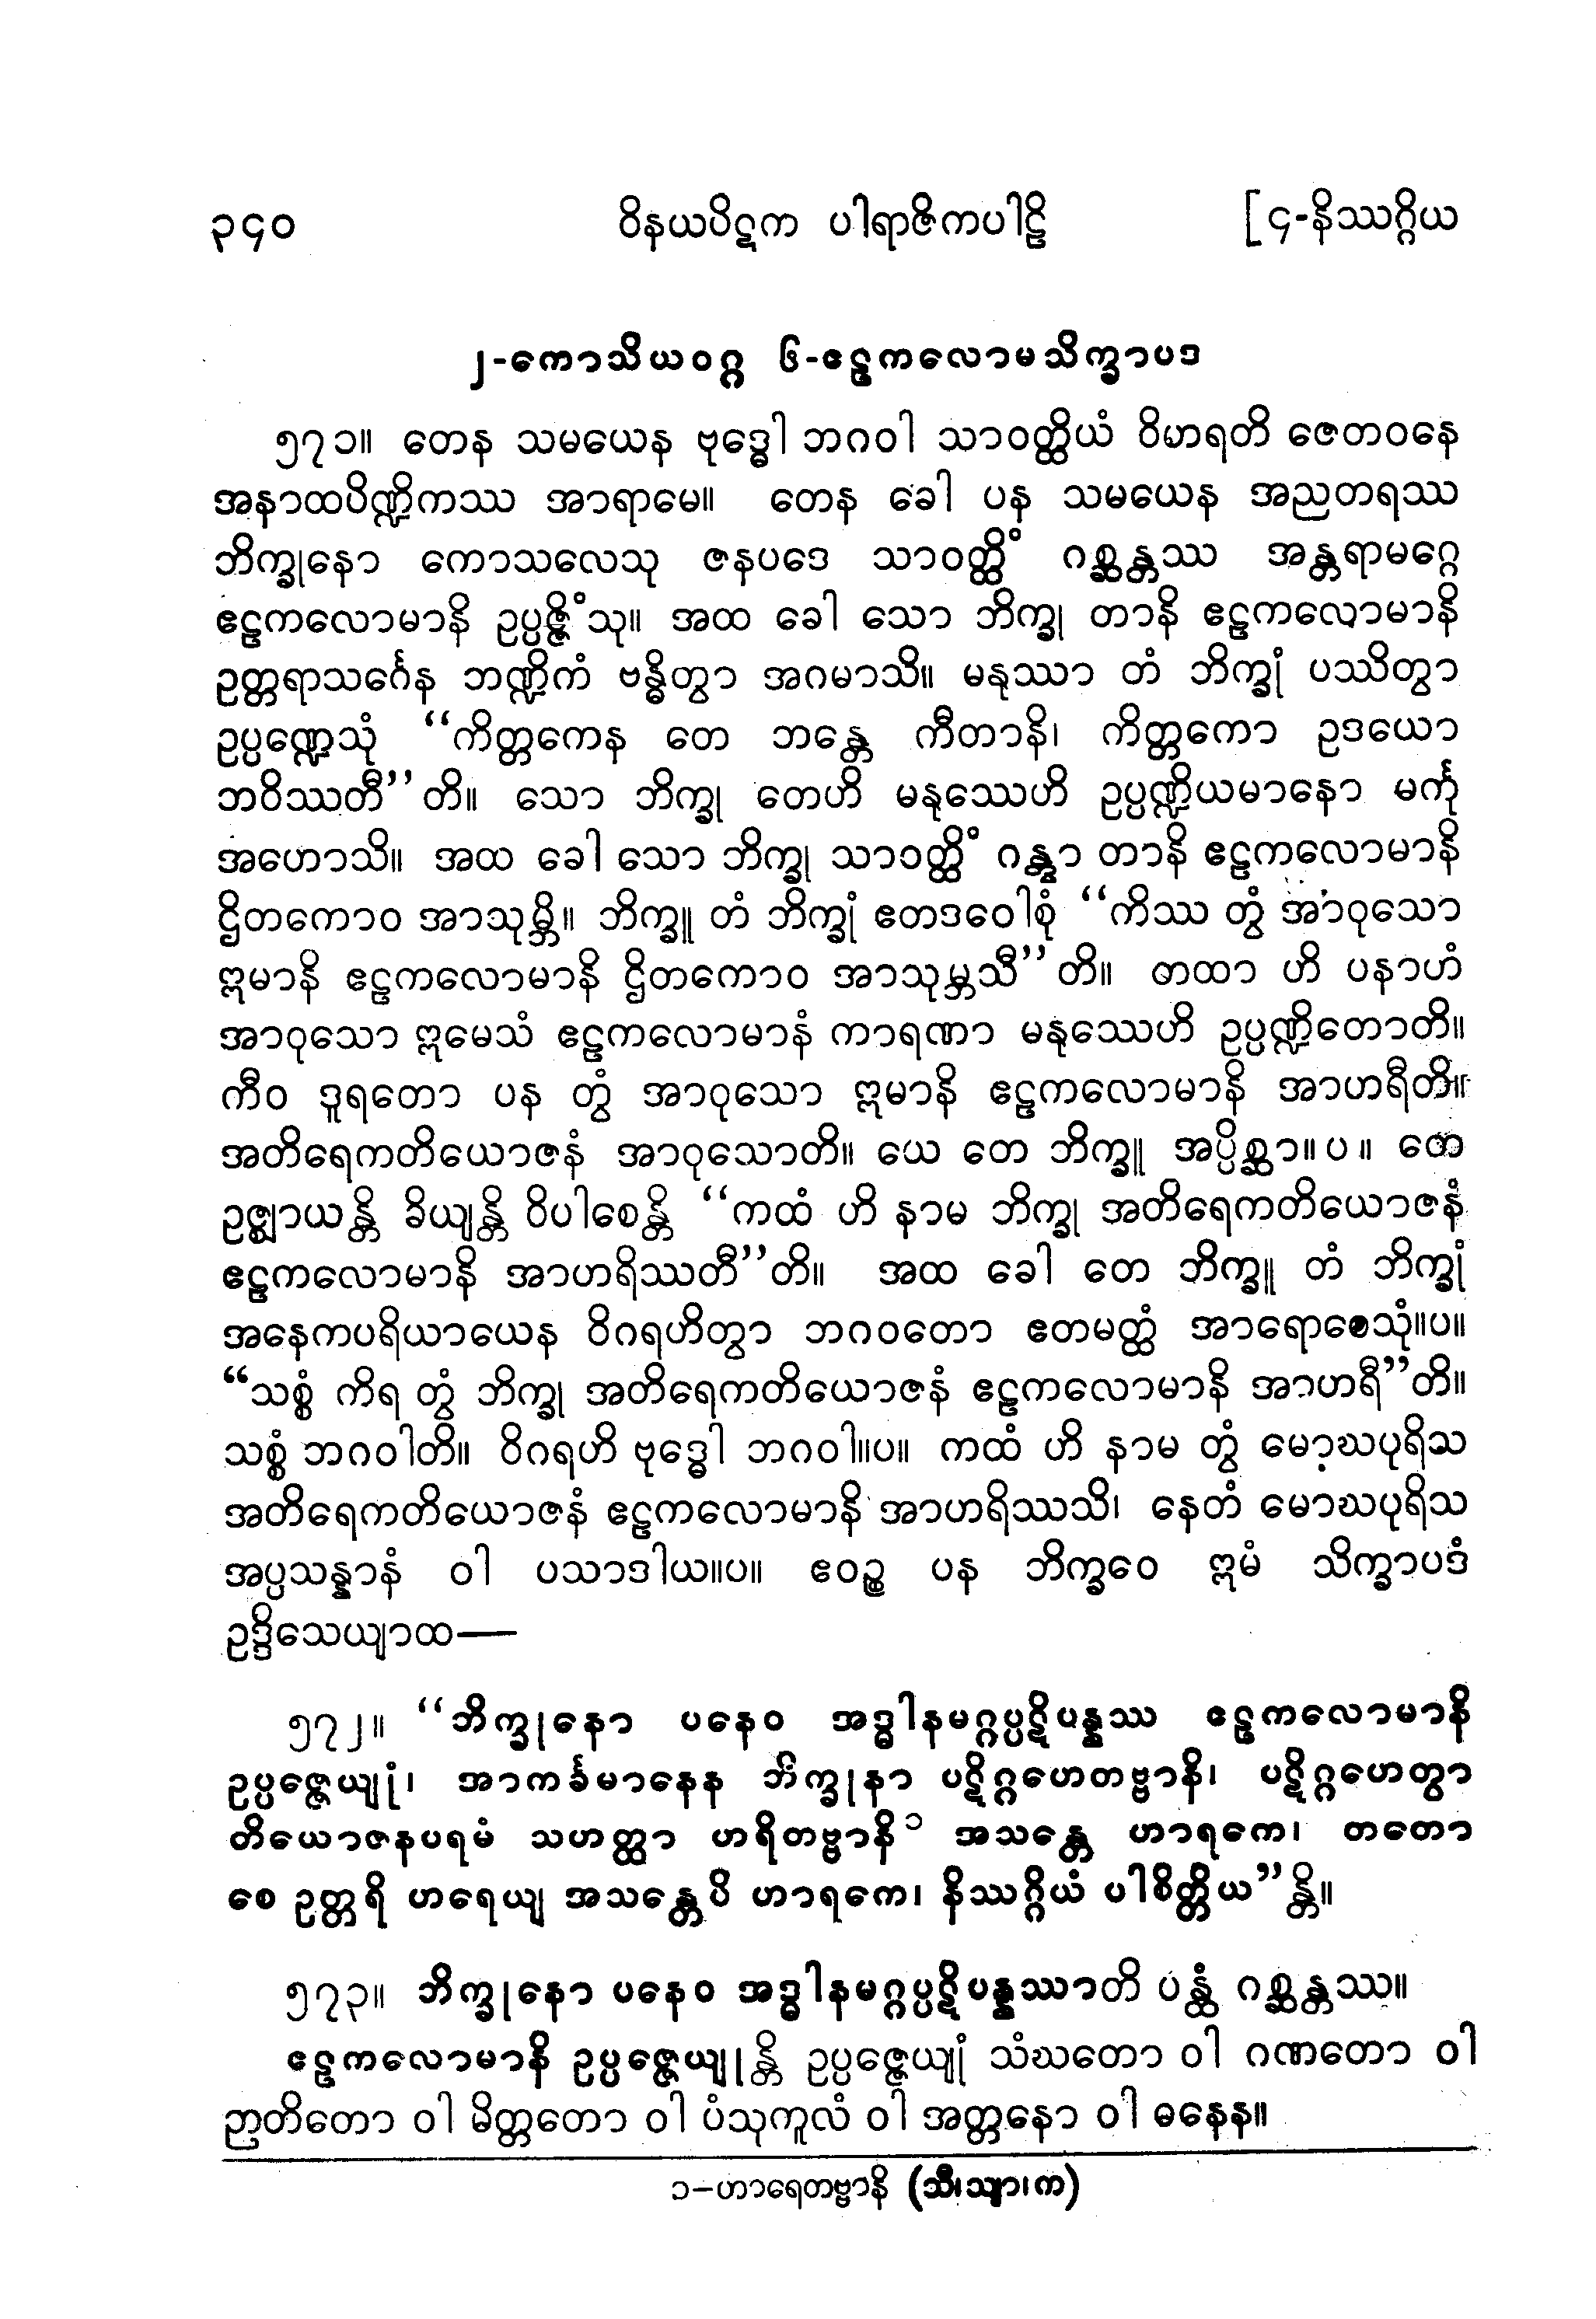 ၃၄၀ ဝိနယပိဋက ပါရာဇိကပါဠိ [၄-နိဿဂ္ဂိယ
၂-ကောသိယဝဂ္ဂ ၆-ဧဠကလောမသိက္ခာပဒ
၅၇၁။ တေန သမယေန ဗုဒ္ဓေါ ဘဂဝါ သာဝတ္ထိယံ ဝိဟရတိ ဇေတဝနေ
အနာထပိဏ္ဍိကဿ အာရာမေ။ တေန ခေါ ပန သမယေန အညတရဿ
ဘိက္ခုနော ကောသလေသု ဇနပဒေ သာဝတ္ထိံ ဂစ္ဆန္တဿ အန္တရာမဂ္ဂေ
ဧဠကလောမာနိ ဥပ္ပဇ္ဇိံသု။ အထ ခေါ သော ဘိက္ခု တာနိ ဧဠကလောမာနိ
ဥတ္တရာသင်္ဂေန ဘဏ္ဍိကံ ဗန္ဓိတွာ အဂမာသိ။ မနုဿာ တံ ဘိက္ခုံ ပဿိတွာ
ဥပ္ပဏ္ဍေသုံ “ကိတ္တကေန တေ ဘန္တေ ကီတာနိ၊ ကိတ္တကော ဥဒယော
ဘဝိဿတီ”တိ။ သော ဘိက္ခု တေဟိ မနုဿေဟိ ဥပ္ပဏ္ဍိယမာနော မင်္ကု
အဟောသိ။ အထ ခေါ သော ဘိက္ခု သာဝတ္ထိံ ဂန္တွာ တာနိ ဧဠကလောမာနိ
ဌိတကောဝ အာသုမ္ဘိ။ ဘိက္ခူ တံ ဘိက္ခုံ ဧတဒဝေါစုံ “ကိဿ တွံ အာဝုသော
ဣမာနိ ဧဠကလောမာနိ ဌိတကောဝ အာသုမ္ဘသီ”တိ။ တထာ ဟိ ပနာဟံ
အာဝုသော ဣမေသံ ဧဠကလောမာနံ ကာရဏာ မနုဿေဟိ ဥပ္ပဏ္ဍိတောတိ။
ကီဝ ဒူရတော ပန တွံ အာဝုသော ဣမာနိ ဧဠကလောမာနိ အာဟရီတိ။
အတိရေကတိယောဇနံ အာဝုသောတိ။ ယေ တေ ဘိက္ခူ အပ္ပိစ္ဆာ။ပ။ တေ
ဥဇ္ဈာယန္တိ ခိယျန္တိ ဝိပါစေန္တိ “ကထံ ဟိ နာမ ဘိက္ခု အတိရေကတိယောဇနံ
ဧဠကလောမာနိ အာဟရိဿတီ”တိ။ အထ ခေါ တေ ဘိက္ခူ တံ ဘိက္ခုံ
အနေကပရိယာယေန ဝိဂရဟိတွာ ဘဂဝတော ဧတမတ္ထံ အာရောစေသုံ။ပ။
“သစ္စံ ကိရ တွံ ဘိက္ခု အတိရေကတိယောဇနံ ဧဠကလောမာနိ အာဟရီ”တိ။
သစ္စံ ဘဂဝါတိ။ ဝိဂရဟိ ဗုဒ္ဓေါ ဘဂဝါ။ပ။ ကထံ ဟိ နာမ တွံ မောဃပုရိသ
အတိရေကတိယောဇနံ ဧဠကလောမာနိ အာဟရိဿသိ၊ နေတံ မောဃပုရိသ
အပ္ပသန္နာနံ ဝါ ပသာဒါယ။ပ။ ဧဝဉ္စ ပန ဘိက္ခဝေ ဣမံ သိက္ခာပဒံ
ဥဒ္ဒိသေယျာထ—
၅၇၂။ “ဘိက္ခုနော ပနေဝ အဒ္ဓါနမဂ္ဂပ္ပဋိပန္နဿ ဧဠကလောမာနိ
ဥပ္ပဇ္ဇေယျုံ၊ အာကင်္ခမာနေန ဘိက္ခုနာ ပဋိဂ္ဂဟေတဗ္ဗာနိ၊ ပဋိဂ္ဂဟေတွာ
တိယောဇနပရမံ သဟတ္ထာ ဟရိတဗ္ဗာနိ ၁ အသန္တေ ဟာရကေ၊ တတော
စေ ဥတ္တရိ ဟရေယျ အသန္တေပိ ဟာရကေ၊ နိဿဂ္ဂိယံ ပါစိတ္တိယ”န္တိ။
၅၇၃။ ဘိက္ခုနော ပနေဝ အဒ္ဓါနမဂ္ဂပ္ပဋိပန္နဿာတိ ပန္ထံ ဂစ္ဆန္တဿ။
ဧဠကလောမာနိ ဥပ္ပဇ္ဇေယျုန္တိ ဥပ္ပဇ္ဇေယျုံ သံဃတော ဝါ ဂဏတော ဝါ
ဉာတိတော ဝါ မိတ္တတော ဝါ ပံသုကူလံ ဝါ အတ္တနော ဝါ ဓနေန။
၁–ဟာရေတဗ္ဗာနိ (သီ၊သျာ၊က)